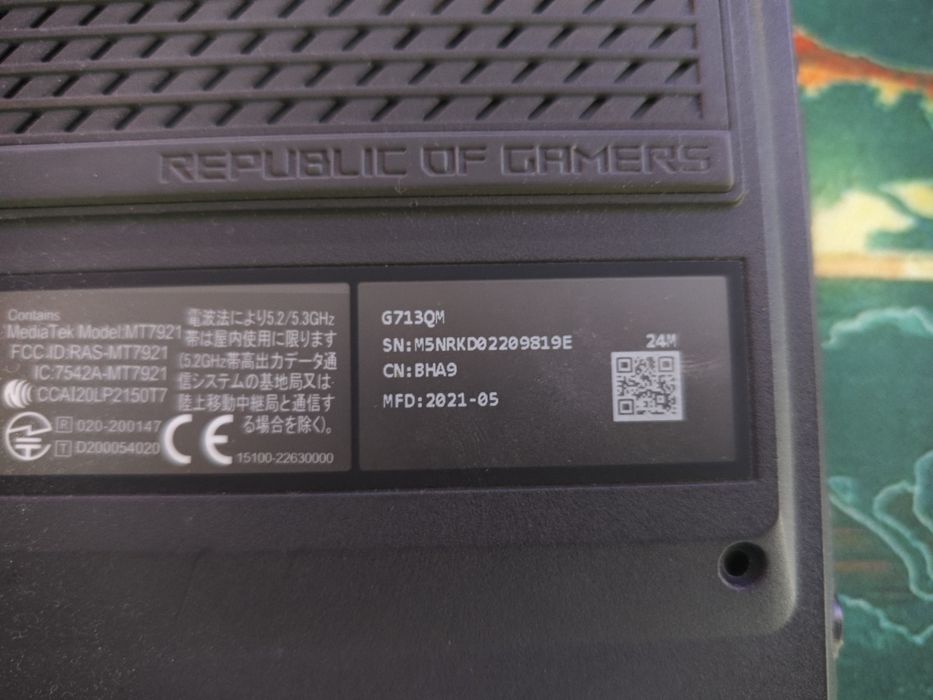 REPUBLIC OF GAMERS
Contains
MediaTek Model:MT7921
FCC.ID:RAS-MT7921
IC:7542A-MT7921
CCAI20LP2150T7
R 020-200147
T D200054020
電波法により5.2/5.3GHz
帯は屋内使用に限ります
(5.2GHz帯高出力データ通
信システムの基地局又は
陸上移動中継局と通信す
る場合を除く)。
CE
15100-22630000
G713QM
SN:M5NRKD02209819E
CN:BHA9
MFD:2021-05
24M